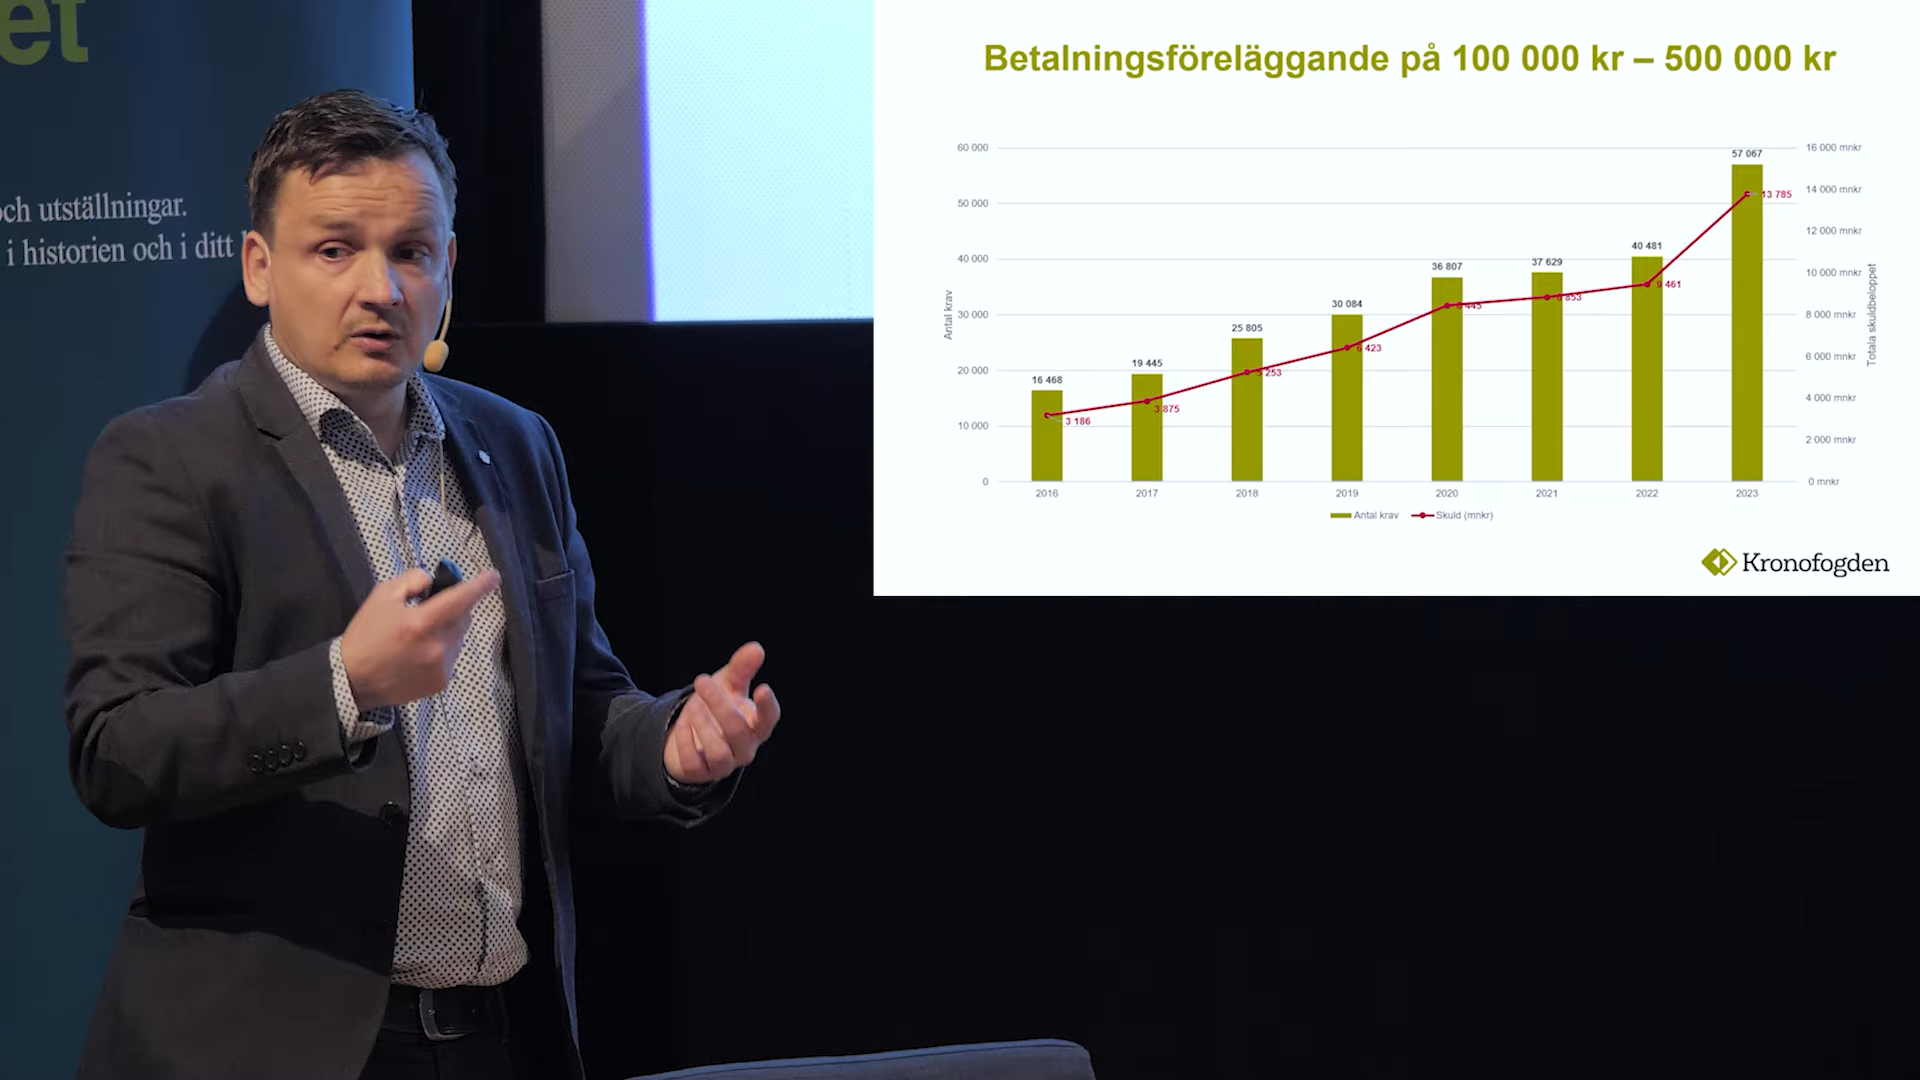 et
och utställningar.
i historien och i ditt
Betalningsföreläggande på 100 000 kr – 500 000 kr
Antal krav
60 000
50 000
40 000
30 000
20 000
10 000
0
16 468
19 445
25 805
30 084
36 807
37 629
40 481
57 067
3 186
3 875
5 253
6 423
8 445
8 853
9 461
13 785
16 000 mnkr
14 000 mnkr
12 000 mnkr
10 000 mnkr
8 000 mnkr
6 000 mnkr
4 000 mnkr
2 000 mnkr
0 mnkr
Totala skuldbeloppet
2016 2017 2018 2019 2020 2021 2022 2023
Antal krav Skuld (mnkr)
Kronofogden